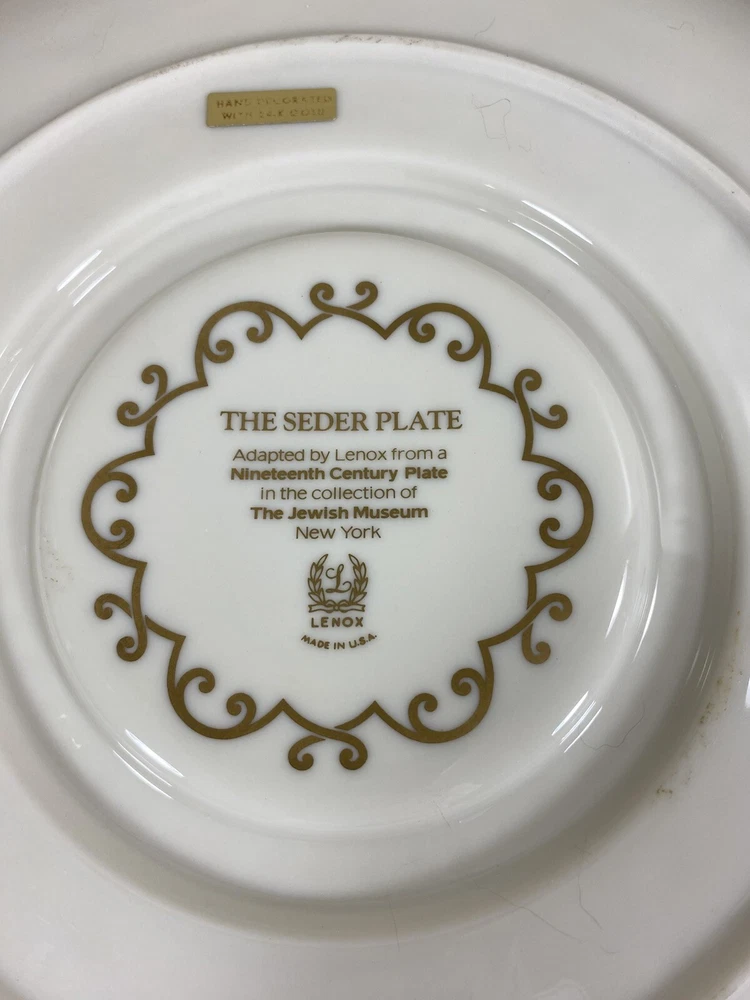 HAND DECORATED
WITH 24 K GOLD
THE SEDER PLATE
Adapted by Lenox from a
Nineteenth Century Plate
in the collection of
The Jewish Museum
New York
L
LENOX
MADE IN U.S.A.